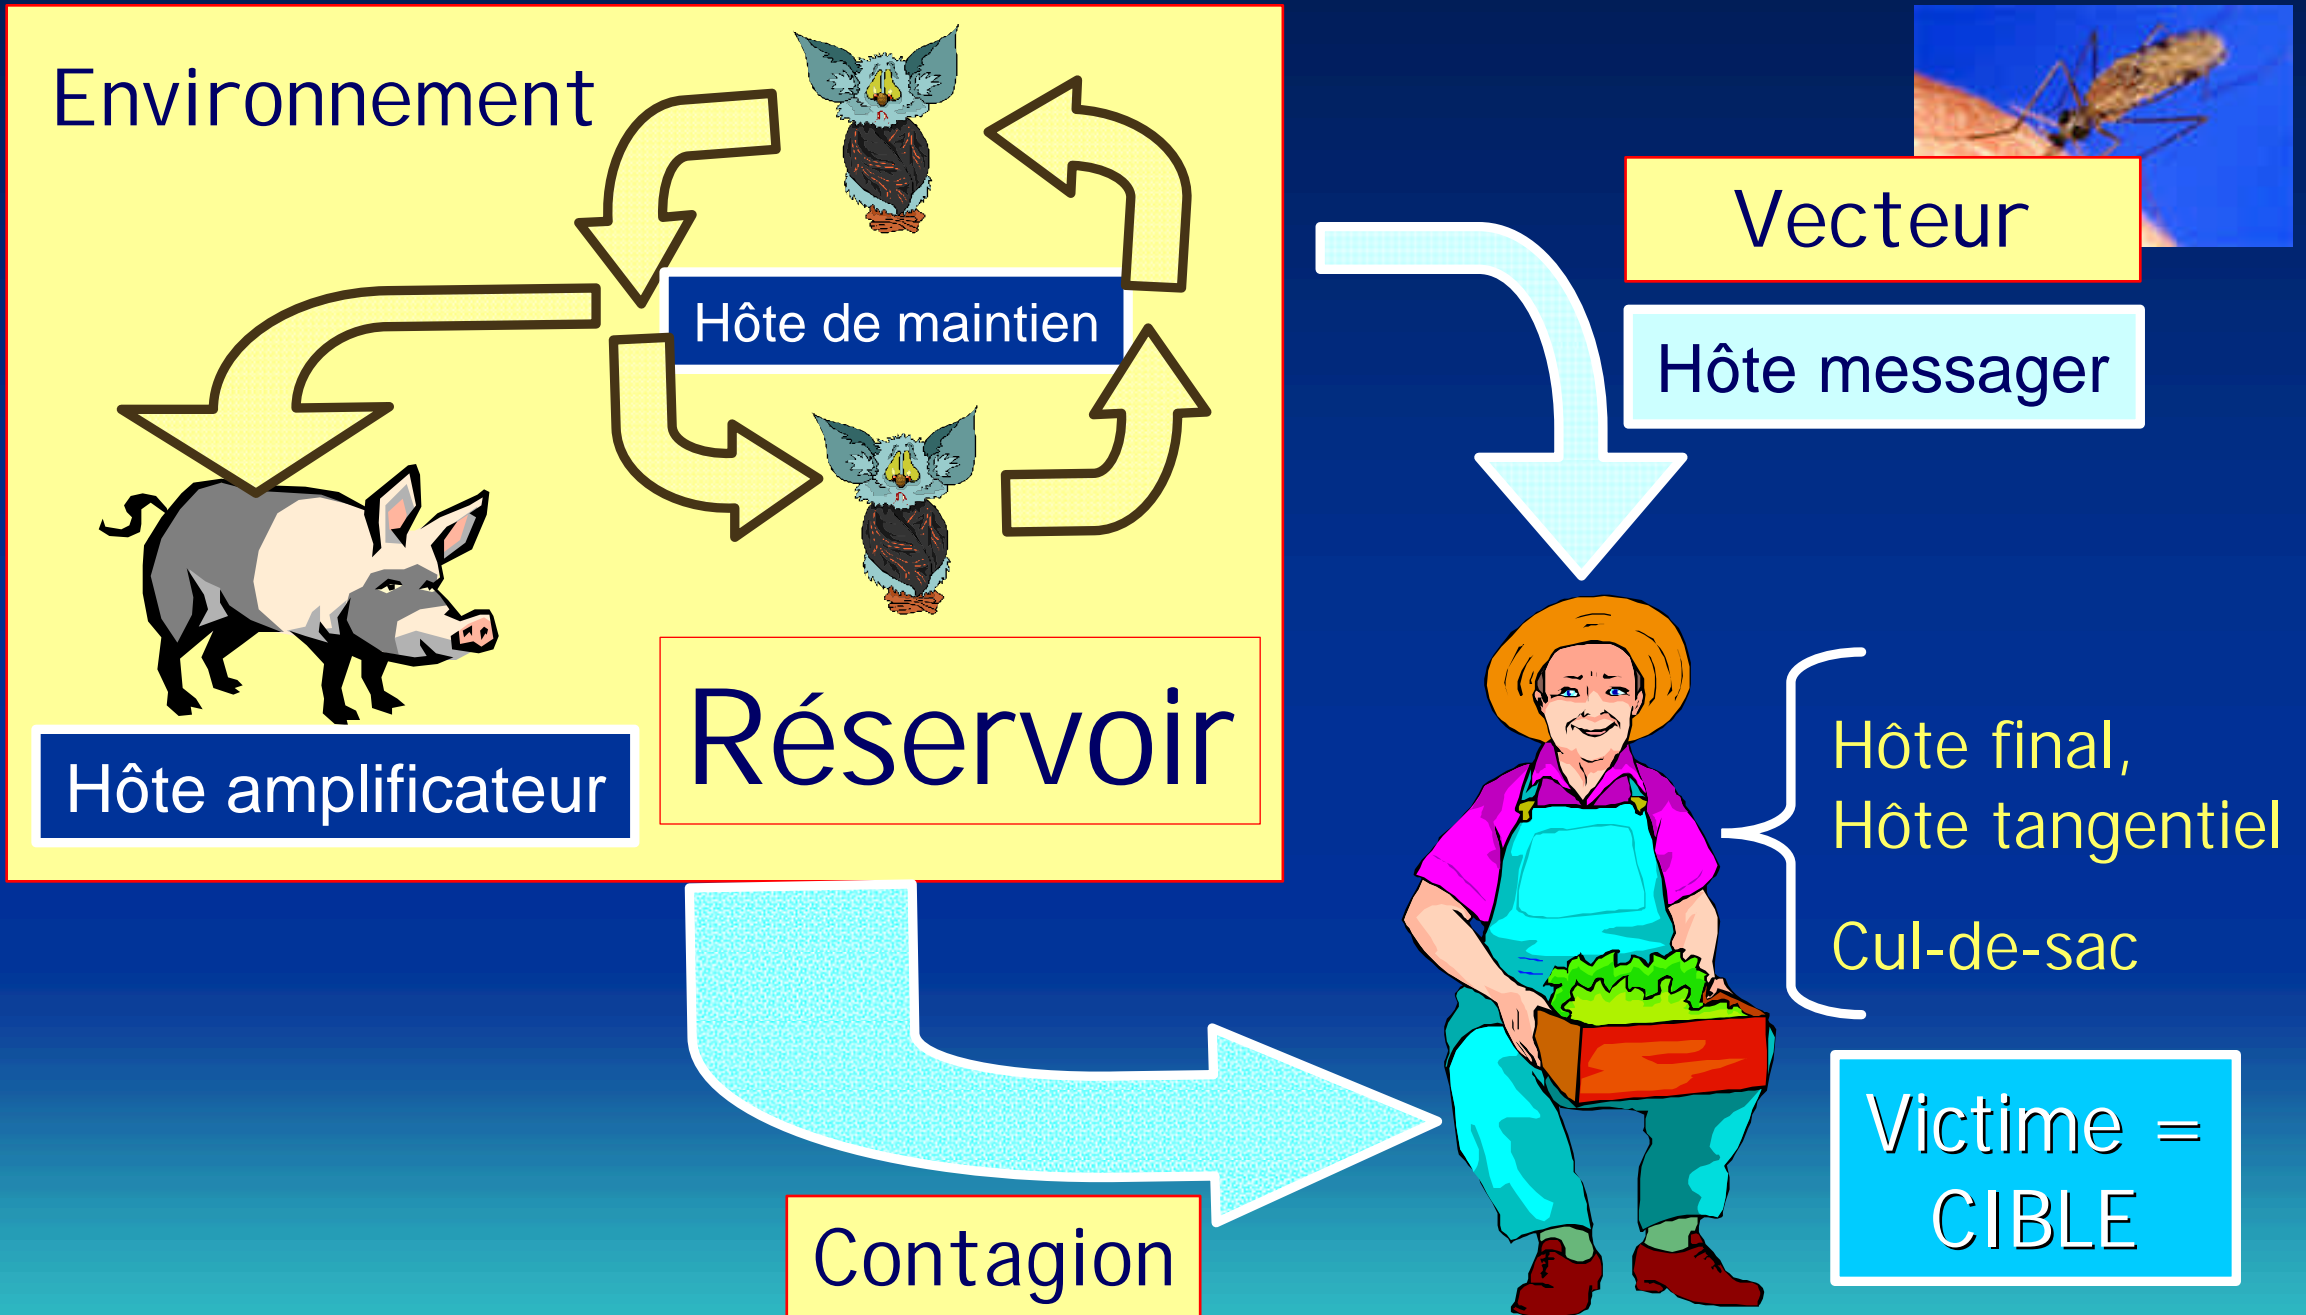 Environnement
Hôte de maintien
Hôte amplificateur
Réservoir
Vecteur
Hôte messager
Hôte final,
Hôte tangentiel
Cul-de-sac
Victime =
CIBLE
Contagion